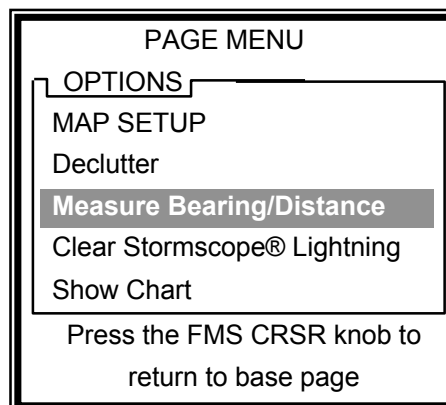 PAGE MENU
OPTIONS
MAP SETUP
Declutter
Measure Bearing/Distance
Clear Stormscope® Lightning
Show Chart
Press the FMS CRSR knob to
return to base page